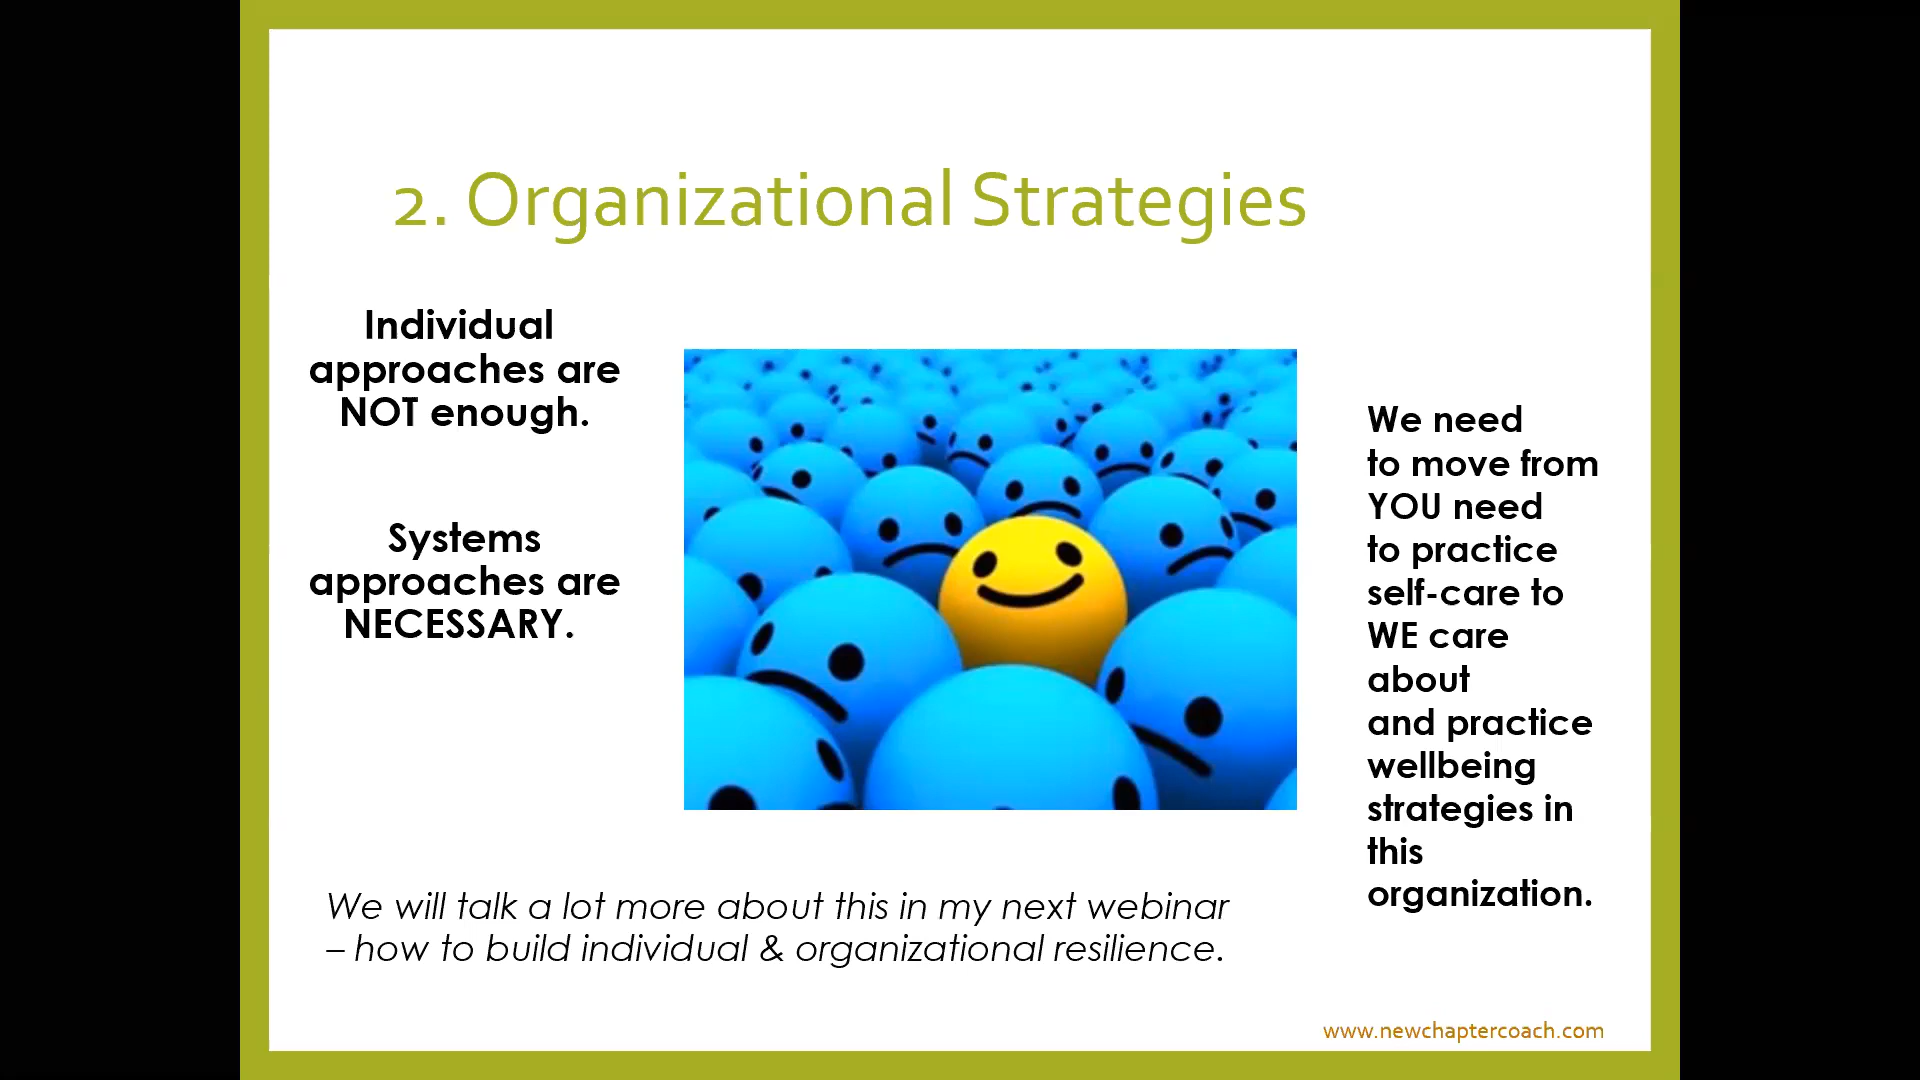 2. Organizational Strategies
Individual
approaches are
NOT enough.
Systems
approaches are
NECESSARY.
We need
to move from
YOU need
to practice
self-care to
WE care
about
and practice
wellbeing
strategies in
this
organization.
We will talk a lot more about this in my next webinar
– how to build individual & organizational resilience.
www.newchaptercoach.com